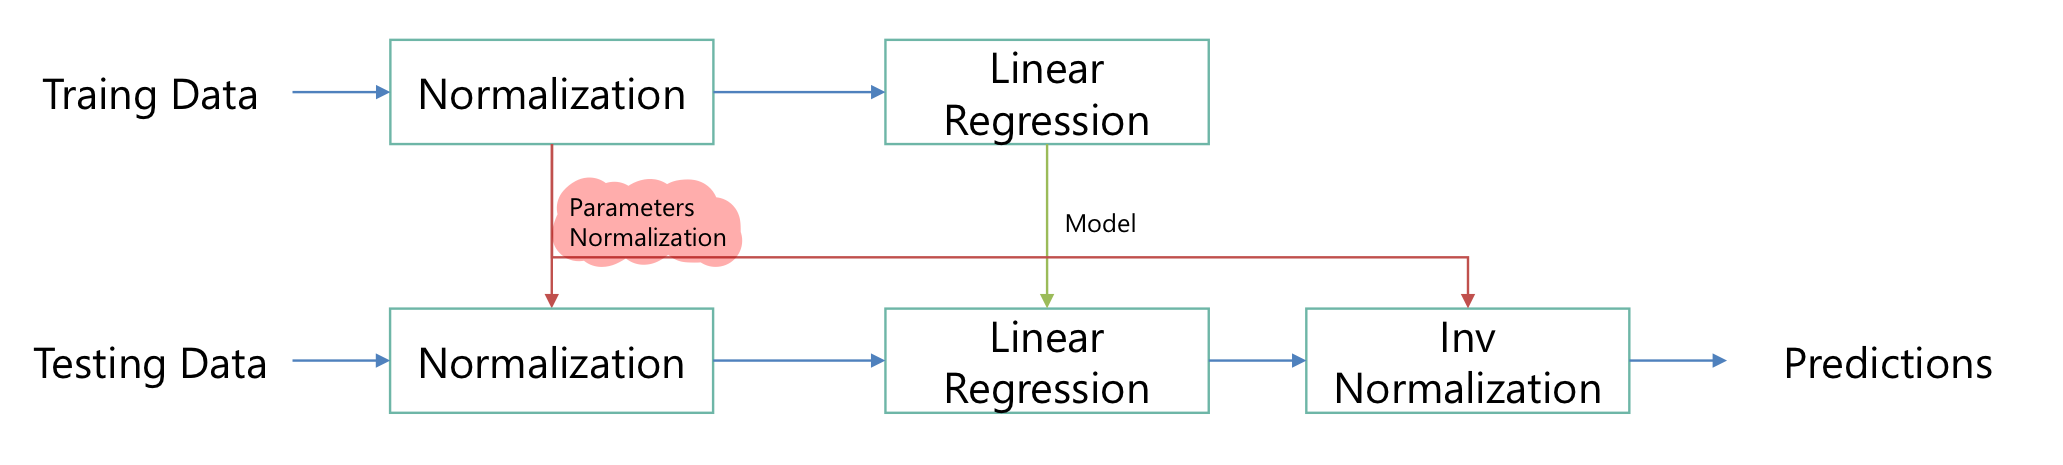 Traing Data
Normalization
Linear
Regression
Parameters
Normalization
Model
Testing Data
Normalization
Linear
Regression
Inv
Normalization
Predictions